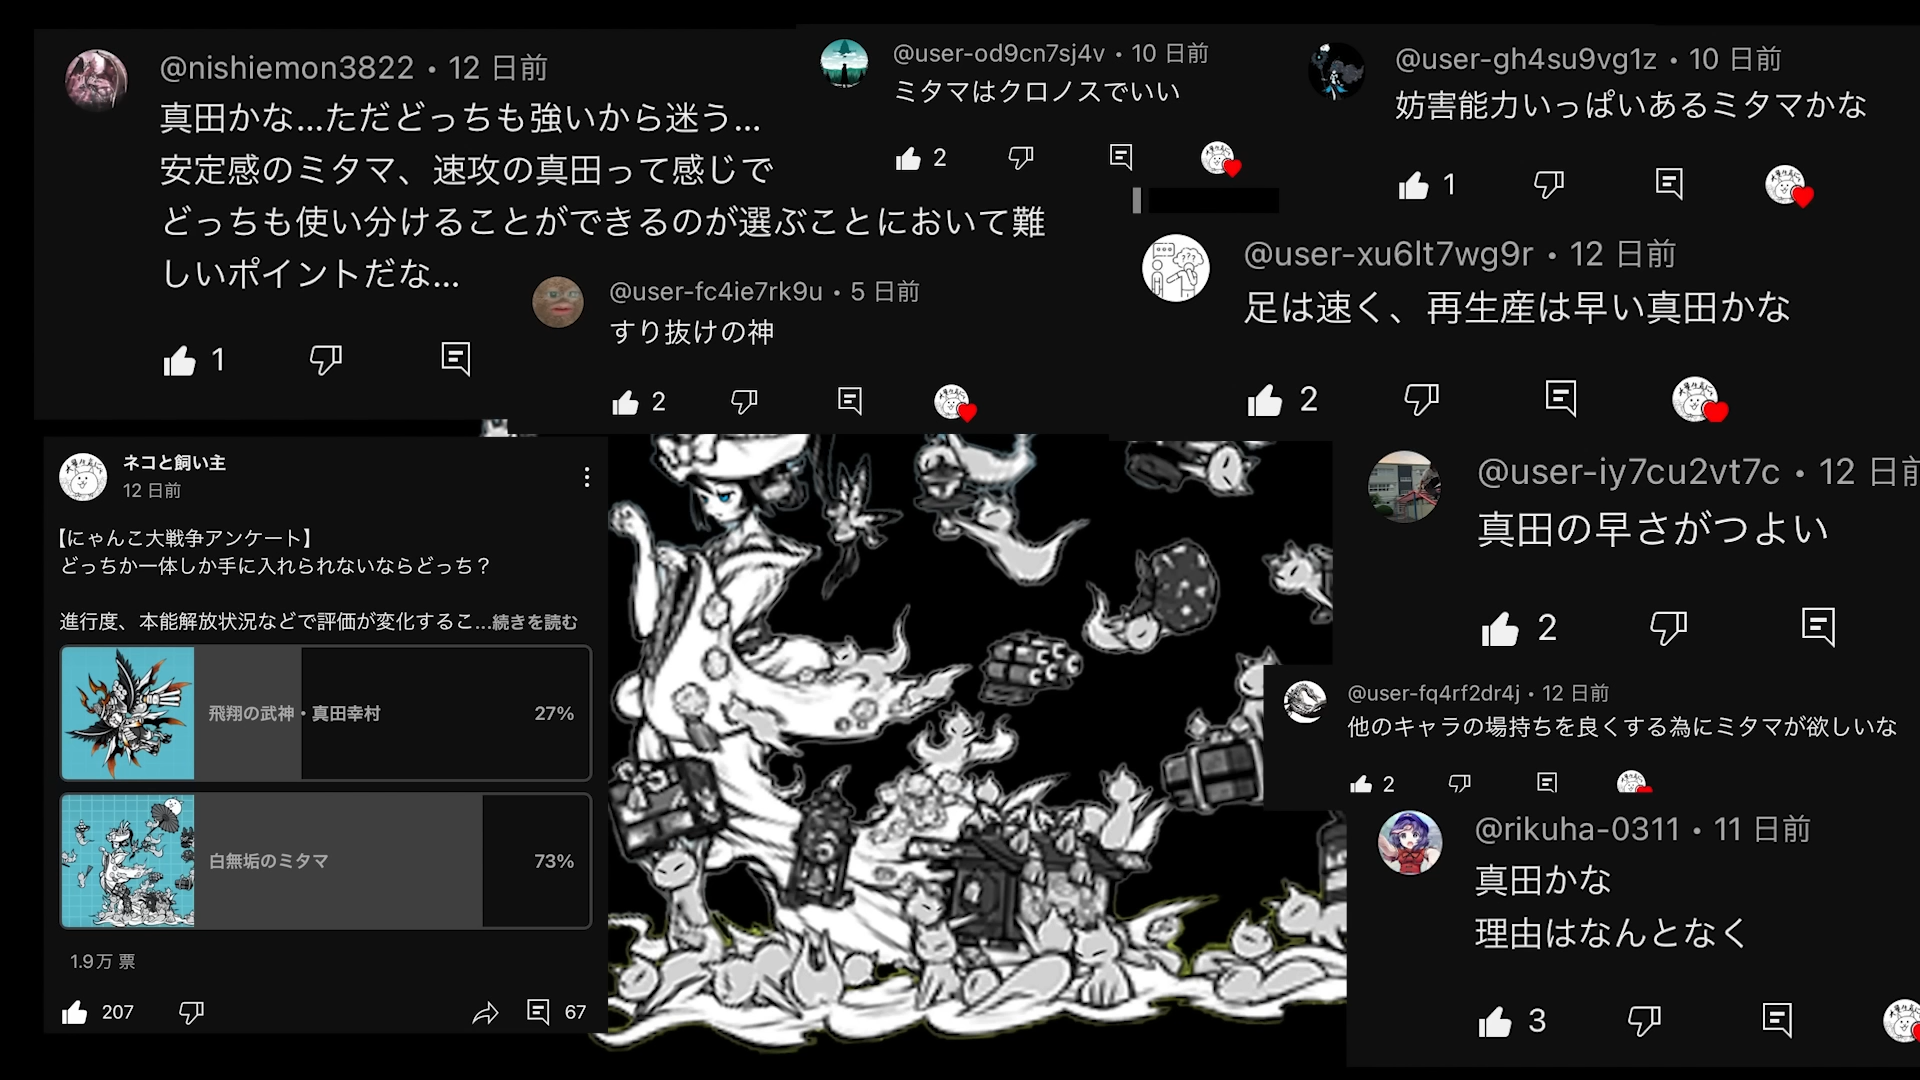 @nishiemon3822・12 日前
真田かな…ただどっちも強いから迷う…
安定感のミタマ、速攻の真田って感じで
どっちも使い分けることができるのが選ぶことにおいて難
しいポイントだな…
1
@user-od9cn7sj4v・10 日前
ミタマはクロノスでいい
2
@user-gh4su9vg1z・10 日前
妨害能力いっぱいあるミタマかな
1
@user-fc4ie7rk9u・5 日前
すり抜けの神
2
@user-xu6lt7wg9r・12 日前
足は速く、再生産は早い真田かな
2
ネコと飼い主
12 日前
【にゃんこ大戦争アンケート】
どっちか一体しか手に入れられないならどっち？
進行度、本能解放状況などで評価が変化するこ...続きを読む
飛翔の武神・真田幸村 27%
白無垢のミタマ 73%
1.9万 票
207 67
@user-iy7cu2vt7c・12 日前
真田の早さがつよい
2
@user-fq4rf2dr4j・12 日前
他のキャラの場持ちを良くする為にミタマが欲しいな
2
@rikuha-0311・11 日前
真田かな
理由はなんとなく
3